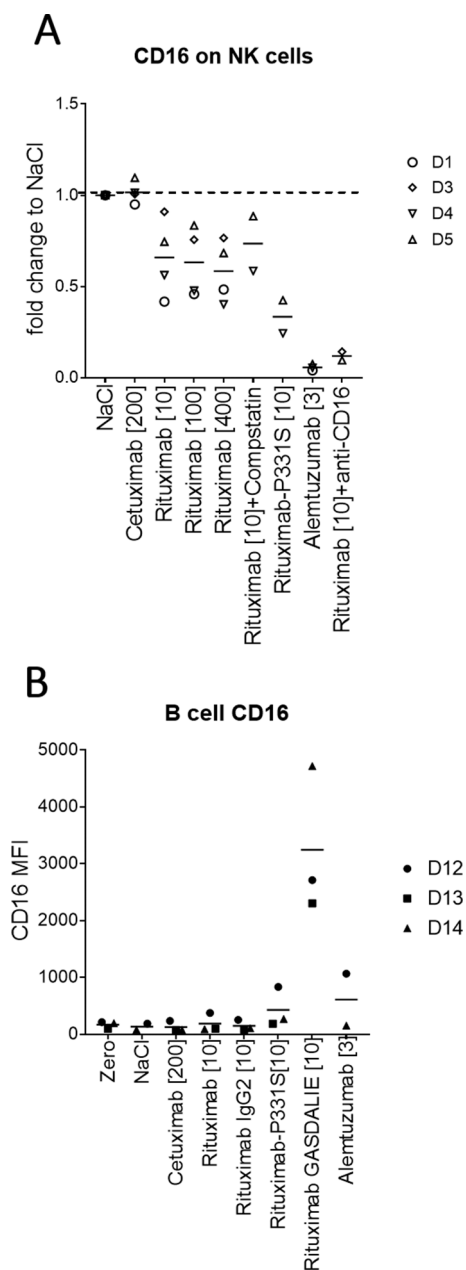 A
CD16 on NK cells
fold change to NaCl
1.5
1.0
0.5
0.0
D1
D3
D4
D5
NaCl
Cetuximab [200]
Rituximab [10]
Rituximab [100]
Rituximab [400]
Rituximab [10]+Compstatin
Rituximab-P331S [10]
Alemtuzumab [3]
Rituximab [10]+anti-CD16
B
B cell CD16
CD16 MFI
5000
4000
3000
2000
1000
0
D12
D13
D14
Zero
NaCl
Cetuximab [200]
Rituximab [10]
Rituximab IgG2 [10]
Rituximab-P331S[10]
Rituximab GASDALIE [10]
Alemtuzumab [3]